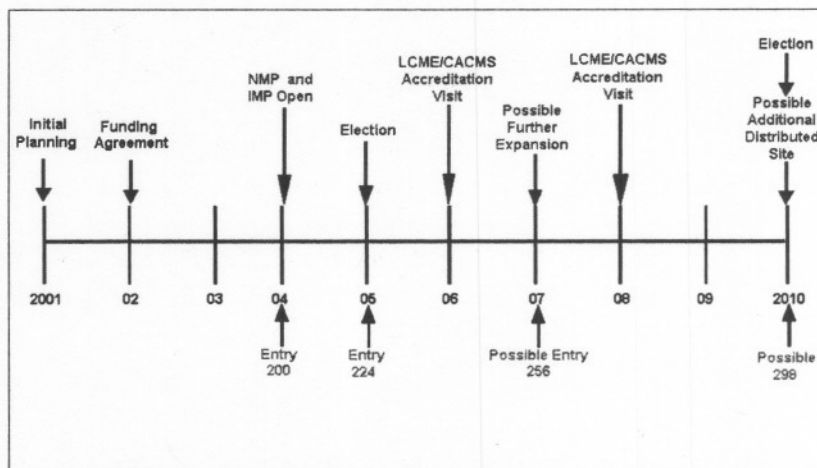 Initial
Planning
Funding
Agreement
NMP and
IMP Open
Election
LCME/CACMS
Accreditation
Visit
Possible
Further
Expansion
LCME/CACMS
Accreditation
Visit
Election
Possible
Additional
Distributed
Site
2001 02 03 04 05 06 07 08 09 2010
Entry
200
Entry
224
Possible Entry
256
Possible
298